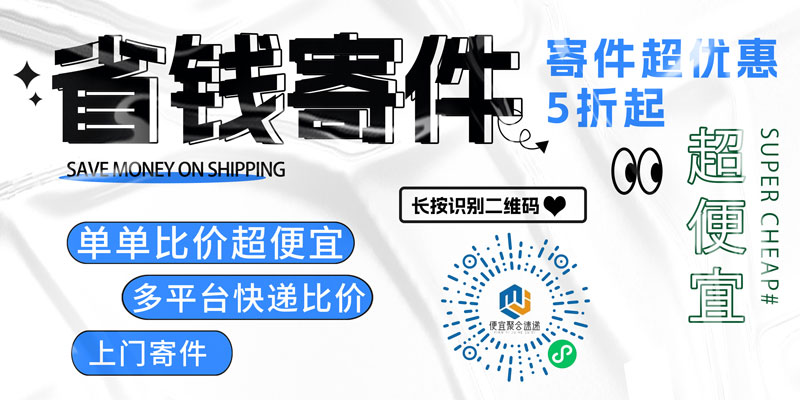 省钱寄件
SAVE MONEY ON SHIPPING
寄件超优惠
5折起
超便宜
SUPER CHEAP#
长按识别二维码
单单比价超便宜
多平台快递比价
上门寄件
便宜聚合速递